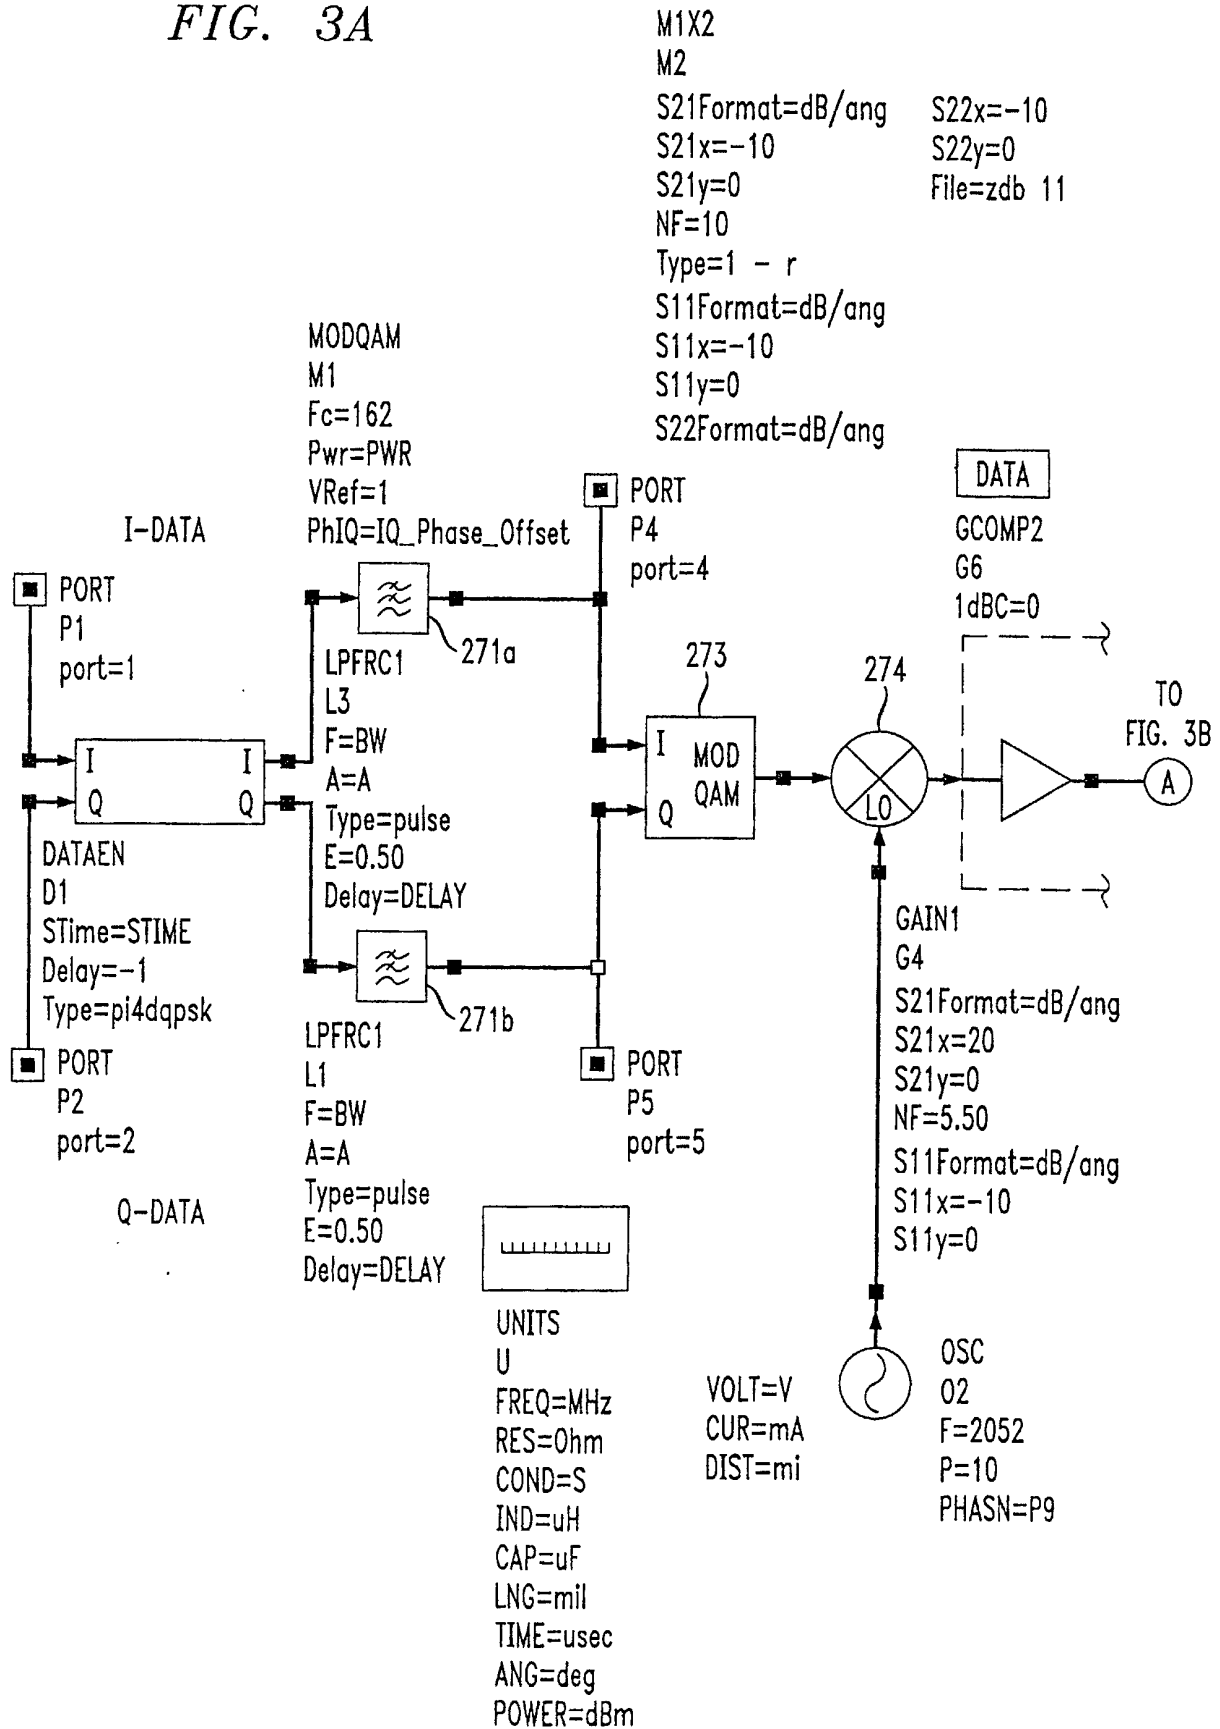 FIG. 3A
M1X2
M2
S21Format=dB/ang
S21x=-10
S21y=0
NF=10
Type=1 - r
S11Format=dB/ang
S11x=-10
S11y=0
S22Format=dB/ang
S22x=-10
S22y=0
File=zdb 11
MODQAM
M1
Fc=162
Pwr=PWR
VRef=1
PhIQ=IQ_Phase_Offset
I-DATA
PORT
P1
port=1
271a
PORT
P4
port=4
DATA
GCOMP2
G6
1dBC=0
LPFRC1
L3
F=BW
A=A
Type=pulse
E=0.50
Delay=DELAY
I
Q
I
Q
273
I
Q
MOD
QAM
274
LO
TO
FIG. 3B
A
DATAEN
D1
STime=STIME
Delay=-1
Type=pi4dqpsk
PORT
P2
port=2
Q-DATA
271b
LPFRC1
L1
F=BW
A=A
Type=pulse
E=0.50
Delay=DELAY
PORT
P5
port=5
GAIN1
G4
S21Format=dB/ang
S21x=20
S21y=0
NF=5.50
S11Format=dB/ang
S11x=-10
S11y=0
UNITS
U
FREQ=MHz
RES=Ohm
COND=S
IND=uH
CAP=uF
LNG=mil
TIME=usec
ANG=deg
POWER=dBm
VOLT=V
CUR=mA
DIST=mi
OSC
O2
F=2052
P=10
PHASN=P9